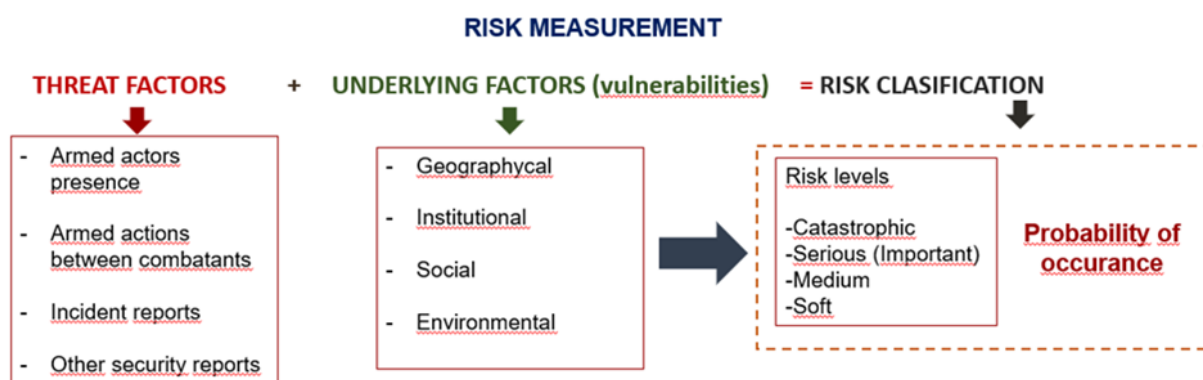 RISK MEASUREMENT
THREAT FACTORS + UNDERLYING FACTORS (vulnerabilities) = RISK CLASIFICATION
- Armed actors
presence
- Armed actions
between combatants
- Incident reports
- Other security reports
- Geographycal
- Institutional
- Social
- Environmental
Risk levels
-Catastrophic
-Serious (Important)
-Medium
-Soft
Probability of
occurance